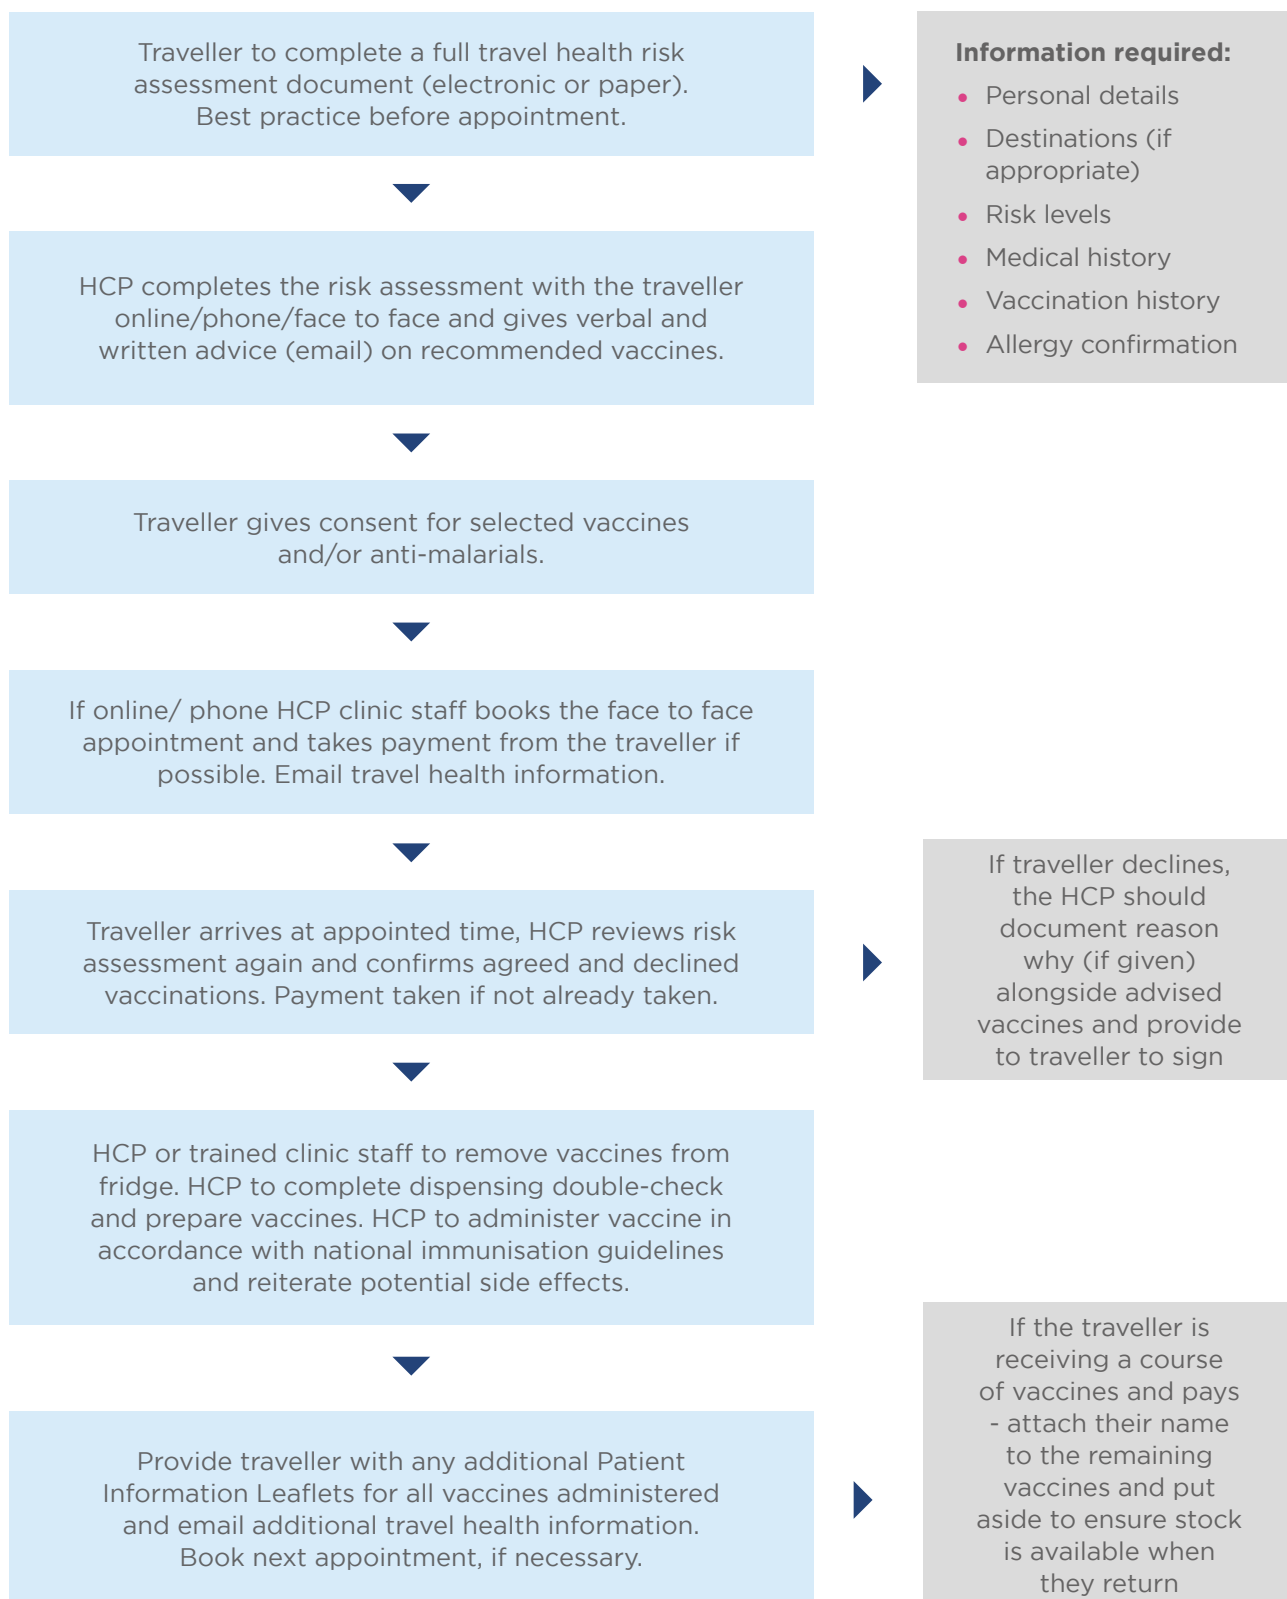 Traveller to complete a full travel health risk
assessment document (electronic or paper).
Best practice before appointment.
Information required:
• Personal details
• Destinations (if
appropriate)
• Risk levels
• Medical history
• Vaccination history
• Allergy confirmation
HCP completes the risk assessment with the traveller
online/phone/face to face and gives verbal and
written advice (email) on recommended vaccines.
Traveller gives consent for selected vaccines
and/or anti-malarials.
If online/ phone HCP clinic staff books the face to face
appointment and takes payment from the traveller if
possible. Email travel health information.
Traveller arrives at appointed time, HCP reviews risk
assessment again and confirms agreed and declined
vaccinations. Payment taken if not already taken.
If traveller declines,
the HCP should
document reason
why (if given)
alongside advised
vaccines and provide
to traveller to sign
HCP or trained clinic staff to remove vaccines from
fridge. HCP to complete dispensing double-check
and prepare vaccines. HCP to administer vaccine in
accordance with national immunisation guidelines
and reiterate potential side effects.
Provide traveller with any additional Patient
Information Leaflets for all vaccines administered
and email additional travel health information.
Book next appointment, if necessary.
If the traveller is
receiving a course
of vaccines and pays
- attach their name
to the remaining
vaccines and put
aside to ensure stock
is available when
they return